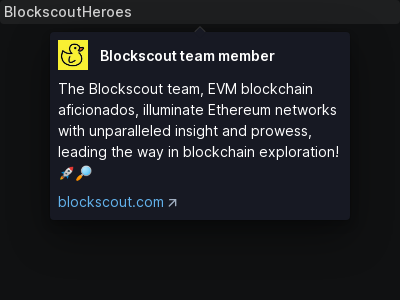 BlockscoutHeroes
Blockscout team member
The Blockscout team, EVM blockchain
aficionados, illuminate Ethereum networks
with unparalleled insight and prowess,
leading the way in blockchain exploration!
🚀🔎
blockscout.com ↗